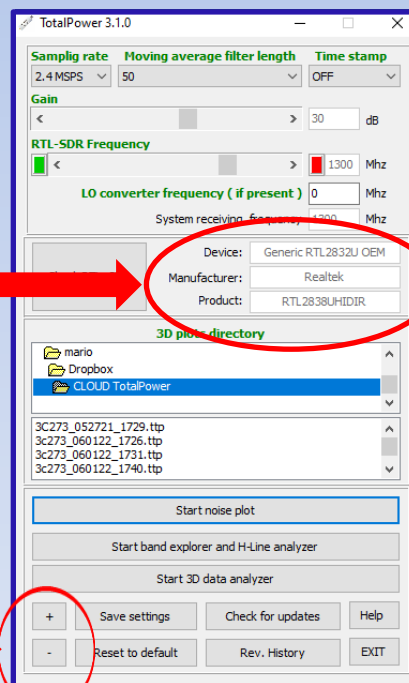 TotalPower 3.1.0
Samplig rate Moving average filter length Time stamp
2.4 MSPS 50 OFF
Gain
< > 30 dB
RTL-SDR Frequency
< > 1300 Mhz
LO converter frequency ( if present ) 0 Mhz
System receiving frequency 1300 Mhz
Device: Generic RTL2832U OEM
Manufacturer: Realtek
Product: RTL2838UHIDIR
3D plots directory
mario
Dropbox
CLOUD TotalPower
3C273_052721_1729.ttp
3c273_060122_1726.ttp
3c273_060122_1731.ttp
3c273_060122_1740.ttp
Start noise plot
Start band explorer and H-Line analyzer
Start 3D data analyzer
+ Save settings Check for updates Help
- Reset to default Rev. History EXIT